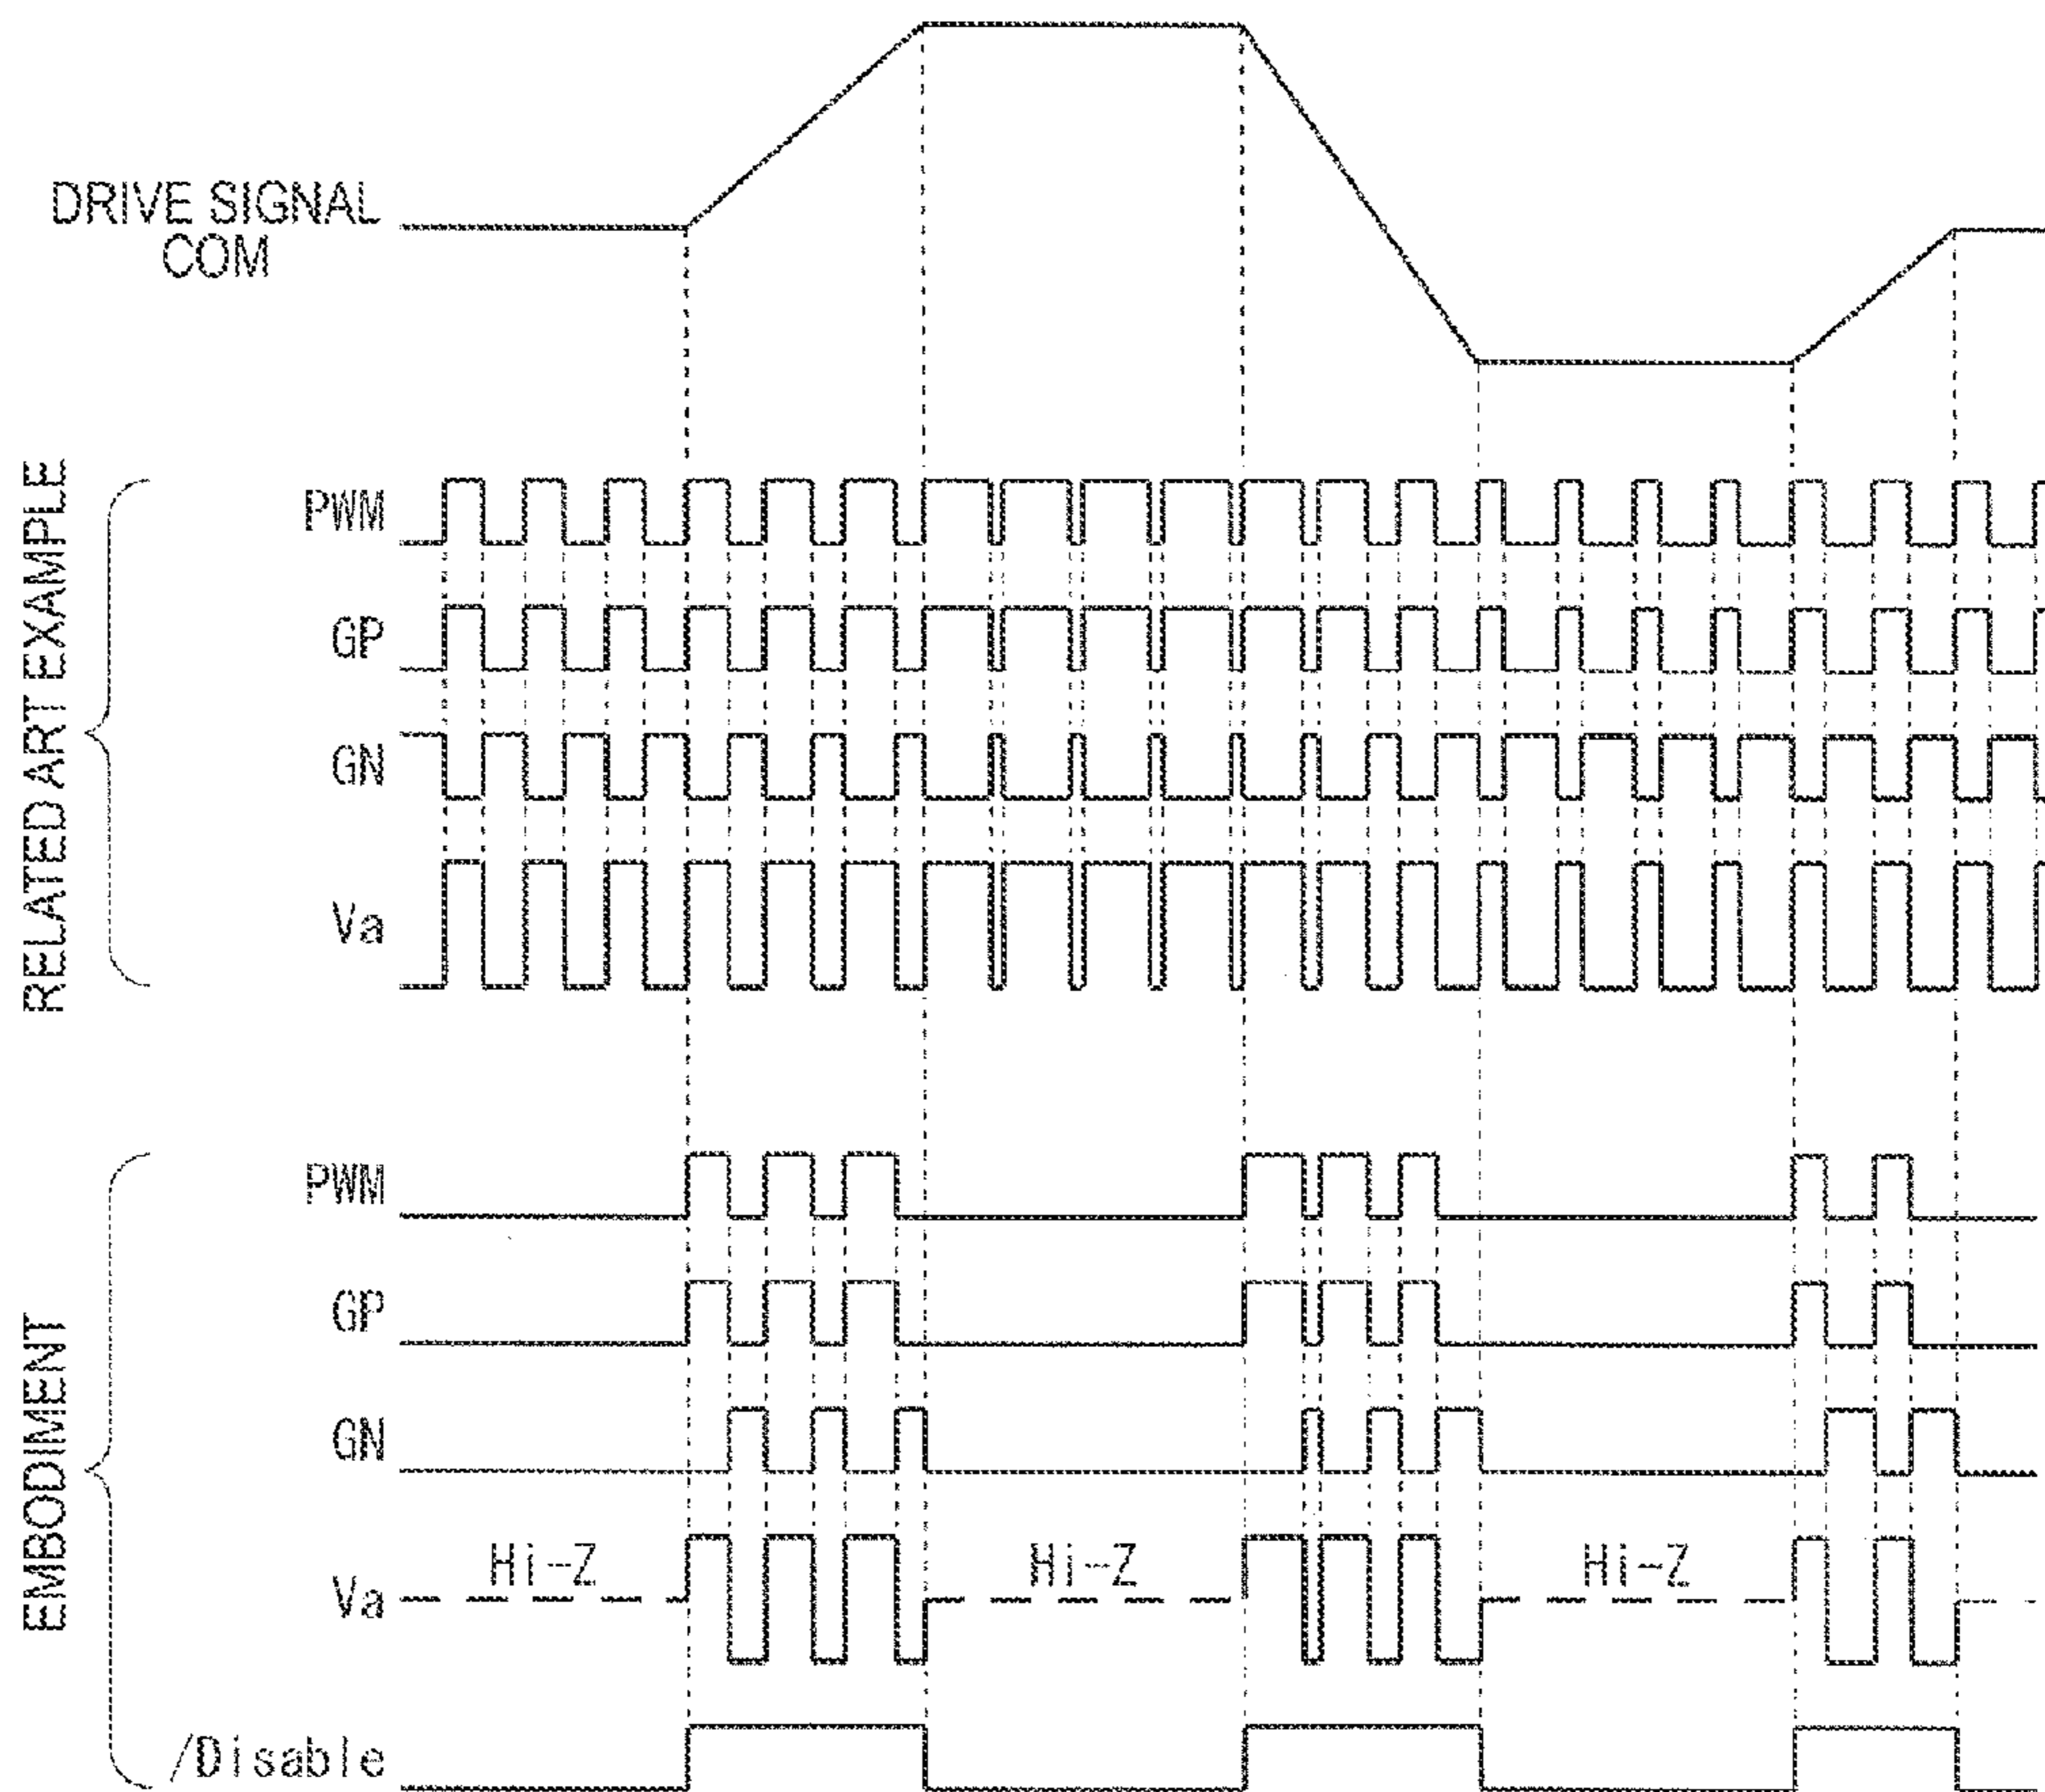 DRIVE SIGNAL
COM
RELATED ART EXAMPLE
PWM
GP
GN
Va
EMBODIMENT
PWM
GP
GN
Va
Hi-Z
Hi-Z
Hi-Z
/Disable